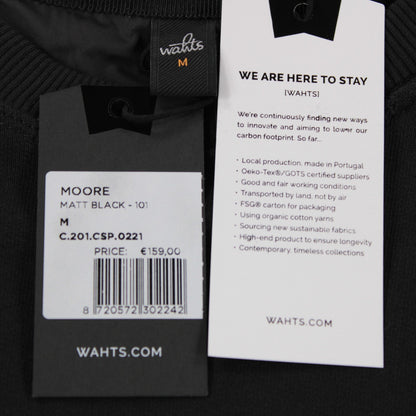 wahts
M
MOORE
MATT BLACK - 101
M
C.201.CSP.0221
PRICE: €159,00
8 720572 302242
WAHTS.COM
WE ARE HERE TO STAY
[WAHTS]
We're continuously finding new ways
to innovate and aiming to lower our
carbon footprint. So far...
• Local production, made in Portugal
• Oeko-Tex®/GOTS certified suppliers
• Good and fair working conditions
• Transported by land, not by air
• FSG® carton for packaging
• Using organic cotton yarns
• Sourcing new sustainable fabrics
• High-end product to ensure longevity
• Contemporary, timeless collections
WAHTS.COM